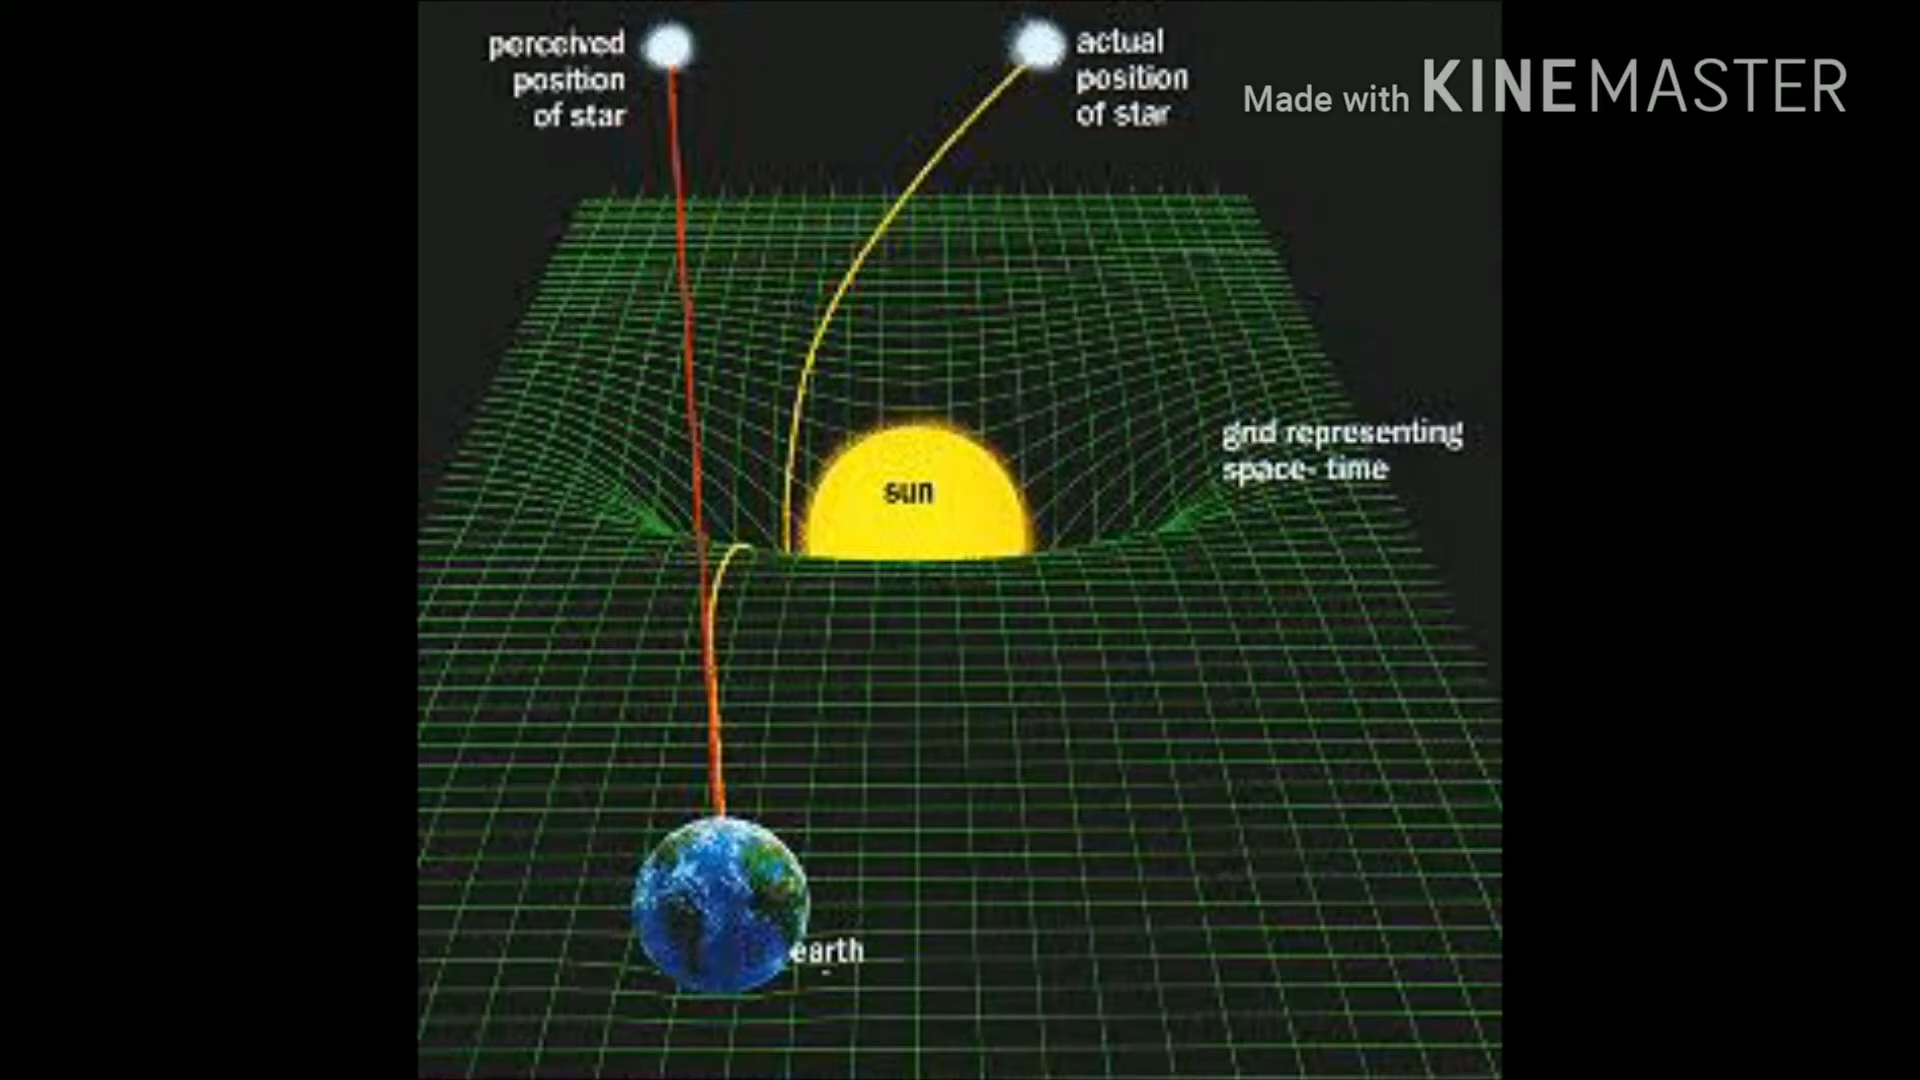 perceived
position
of star
actual
position
of star
Made with KINEMASTER
grid representing
space- time
sun
earth